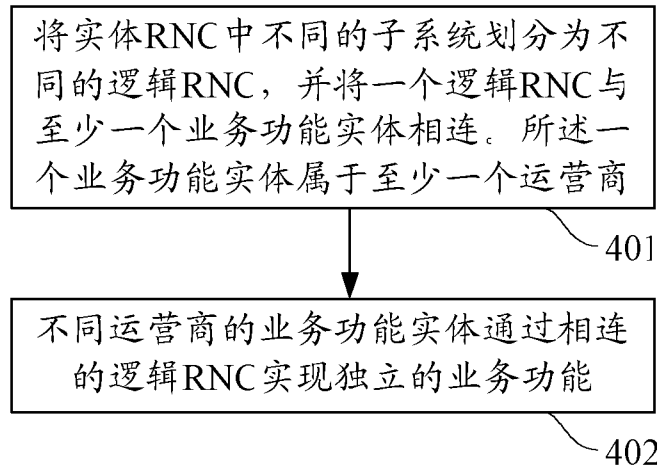 将实体RNC中不同的子系统划分为不
同的逻辑RNC，并将一个逻辑RNC与
至少一个业务功能实体相连。所述一
个业务功能实体属于至少一个运营商
401
不同运营商的业务功能实体通过相连
的逻辑RNC实现独立的业务功能
402